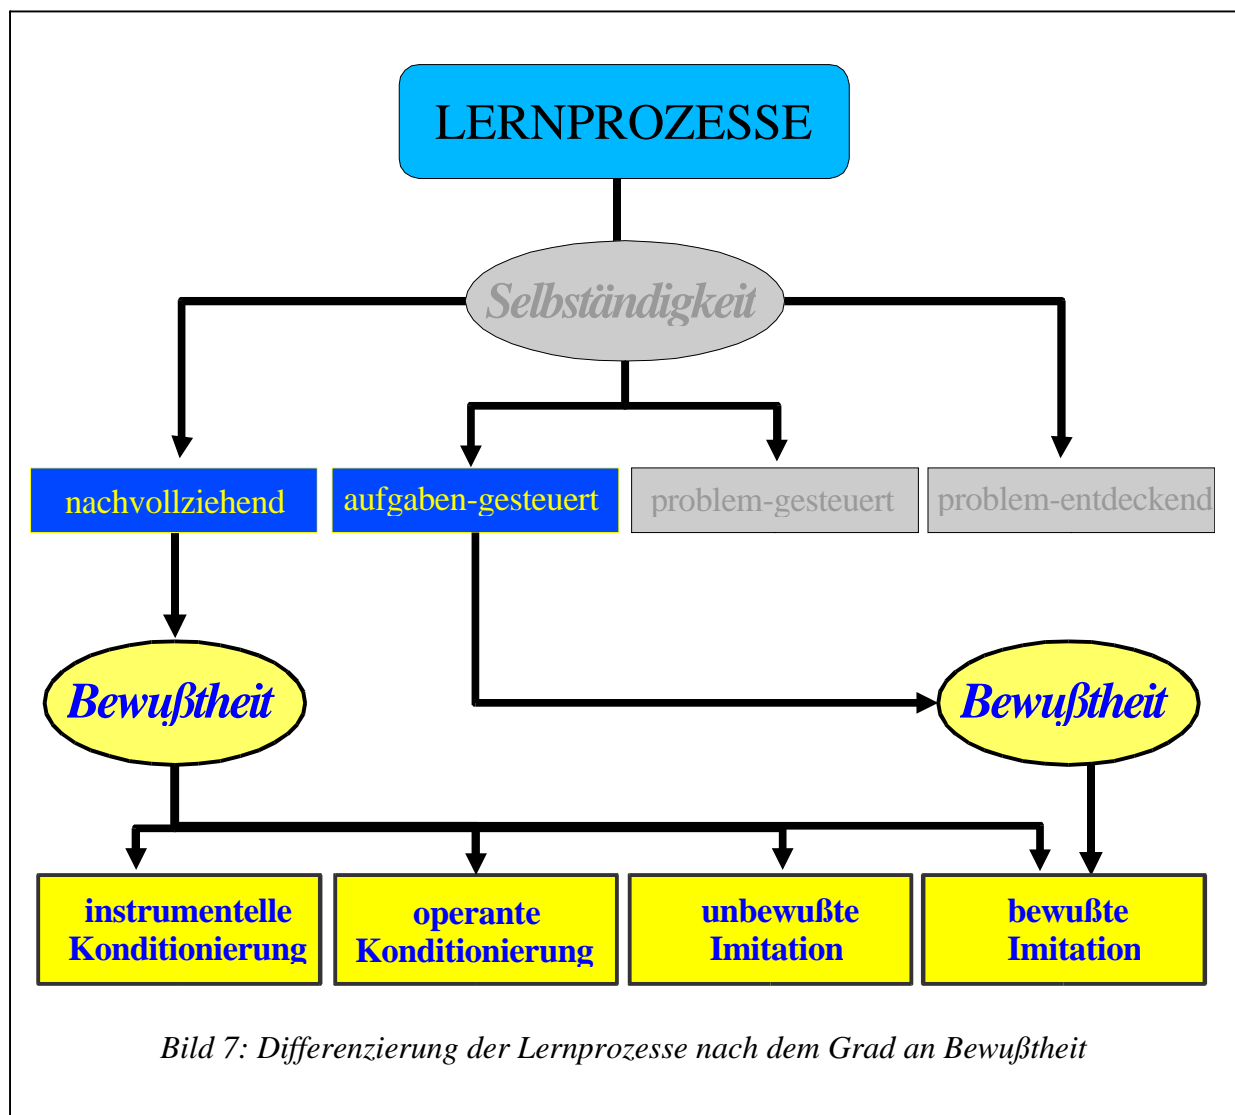 LERNPROZESSE
Selbständigkeit
nachvollziehend
aufgaben-gesteuert
problem-gesteuert
problem-entdeckend
Bewußtheit
Bewußtheit
instrumentelle
Konditionierung
operante
Konditionierung
unbewußte
Imitation
bewußte
Imitation
Bild 7: Differenzierung der Lernprozesse nach dem Grad an Bewußtheit